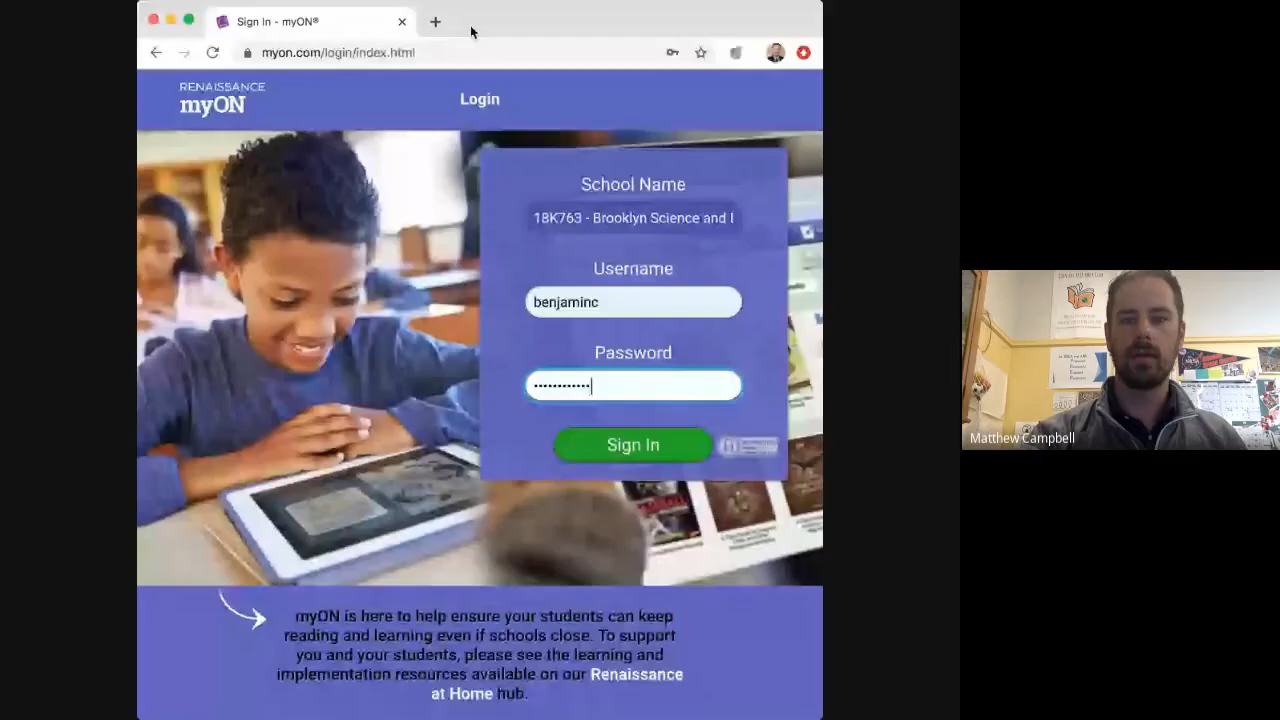 Sign In - myON®
myon.com/login/index.html
RENAISSANCE
myON
Login
School Name
18K763 - Brooklyn Science and I
Username
benjaminc
Password
••••••••••••
Sign In
myON is here to help ensure your students can keep
reading and learning even if schools close. To support
you and your students, please see the learning and
implementation resources available on our Renaissance
at Home hub.
Matthew Campbell